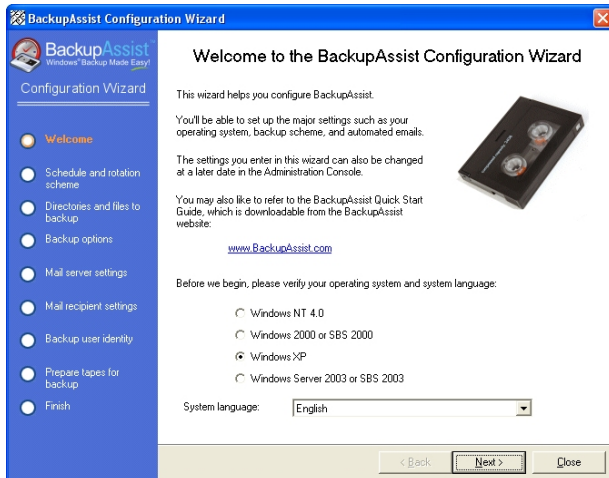 BackupAssist Configuration Wizard
BackupAssist
Windows® Backup Made Easy!
Configuration Wizard
Welcome
Schedule and rotation
scheme
Directories and files to
backup
Backup options
Mail server settings
Mail recipient settings
Backup user identity
Prepare tapes for
backup
Finish
Welcome to the BackupAssist Configuration Wizard
This wizard helps you configure BackupAssist.
You'll be able to set up the major settings such as your
operating system, backup scheme, and automated emails.
The settings you enter in this wizard can also be changed
at a later date in the Administration Console.
You may also like to refer to the BackupAssist Quick Start
Guide, which is downloadable from the BackupAssist
website:
www.BackupAssist.com
Before we begin, please verify your operating system and system language:
Windows NT 4.0
Windows 2000 or SBS 2000
Windows XP
Windows Server 2003 or SBS 2003
System language: English
< Back Next > Close